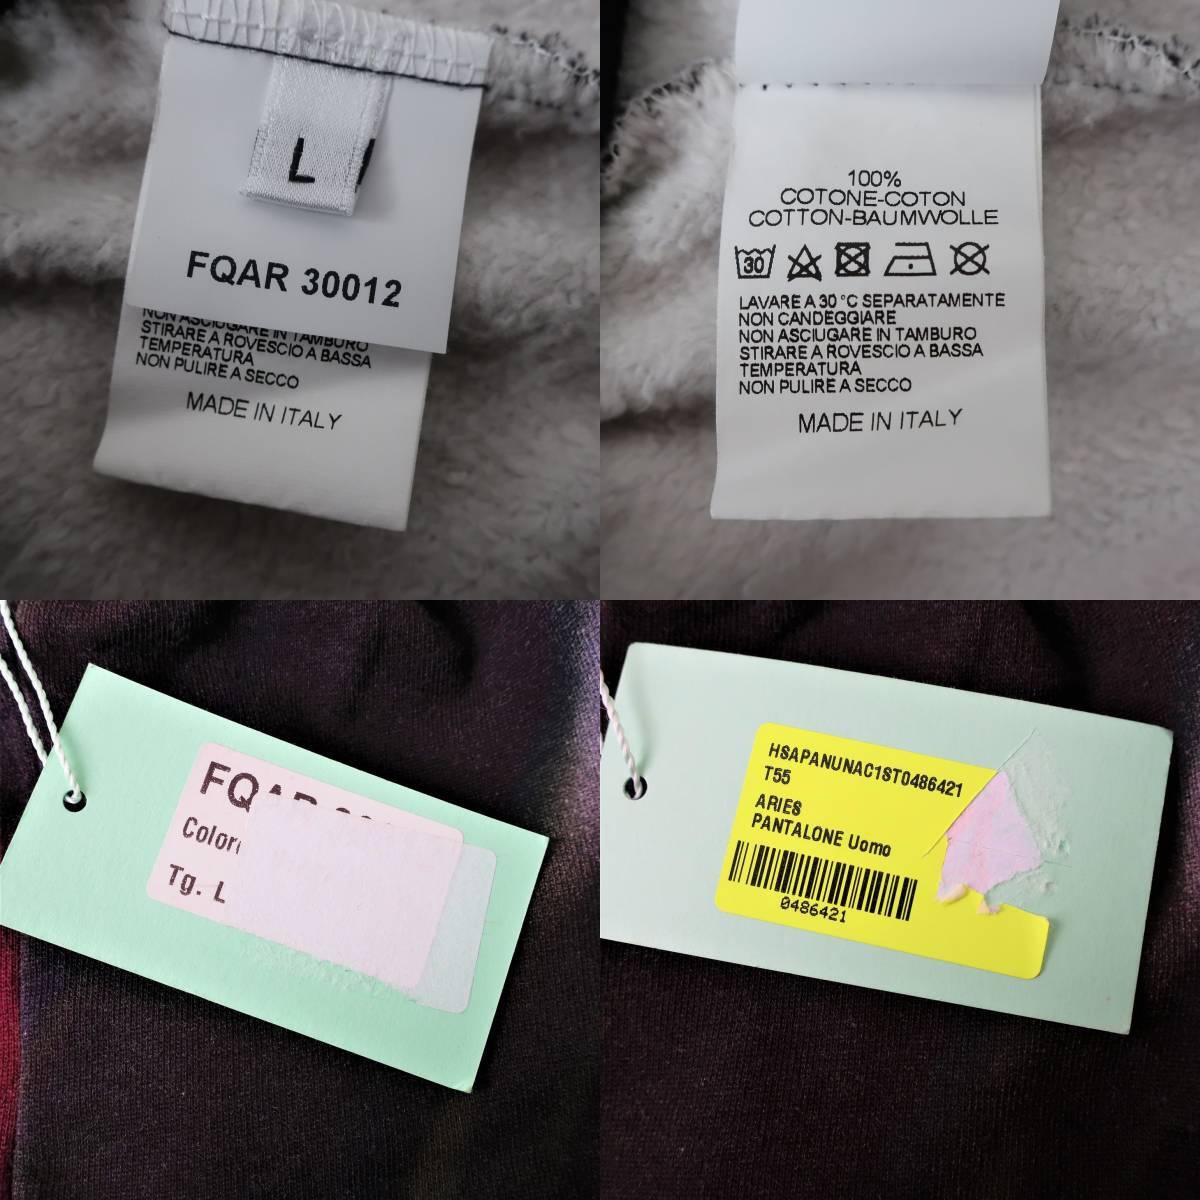 L
FQAR 30012
NON ASCIUGARE IN TAMBURO
STIRARE A ROVESCIO A BASSA
TEMPERATURA
NON PULIRE A SECCO
MADE IN ITALY
100%
COTONE-COTON
COTTON-BAUMWOLLE
30
LAVARE A 30 °C SEPARATAMENTE
NON CANDEGGIARE
NON ASCIUGARE IN TAMBURO
STIRARE A ROVESCIO A BASSA
TEMPERATURA
NON PULIRE A SECCO
MADE IN ITALY
FQAR
Tg. L
HSAPANUNAC1ST0486421
T55
ARIES
PANTALONE Uomo
0486421